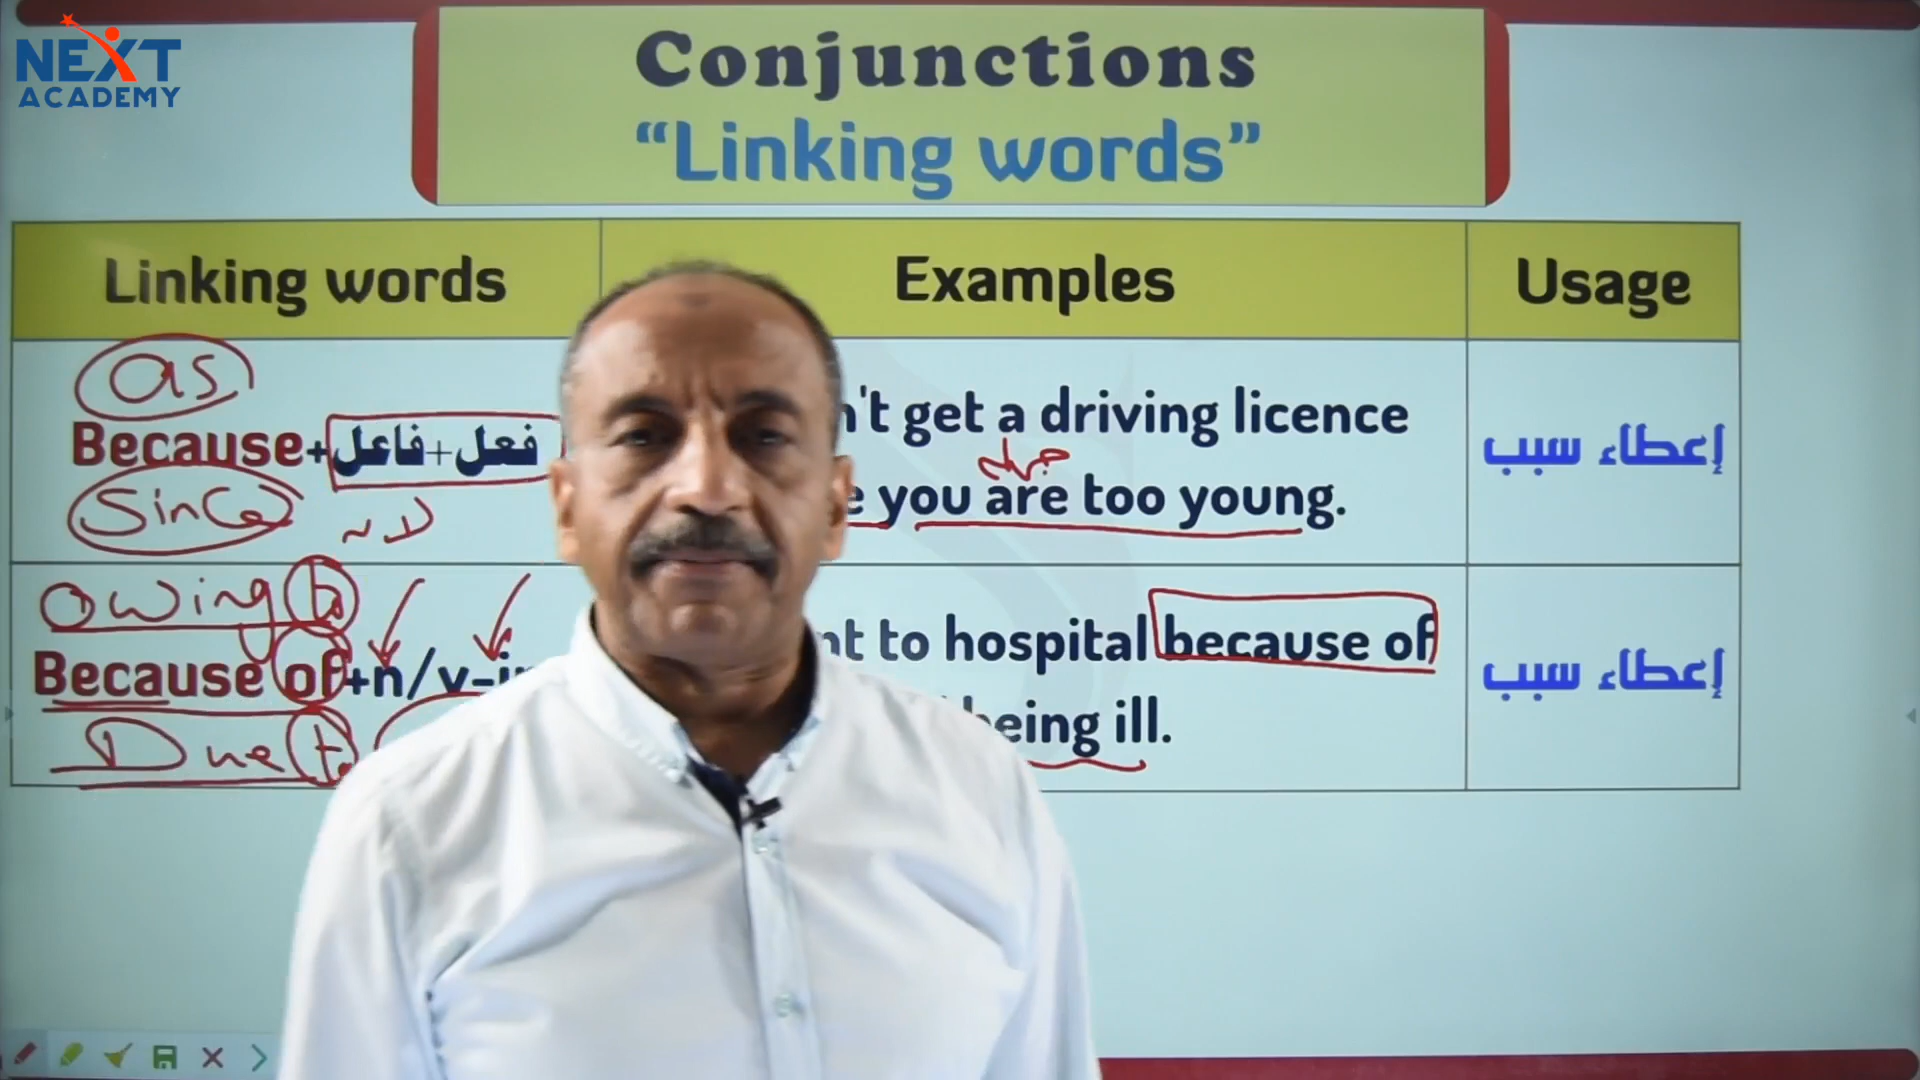 NEXT
ACADEMY
Conjunctions
“Linking words”
Linking words
Examples
Usage
as
Because+فاعل+فعل
Since
't get a driving licence
جملة
you are too young.
إعطاء سبب
owing to
Because of+n/v-in
Due to
to hospital because of
being ill.
إعطاء سبب